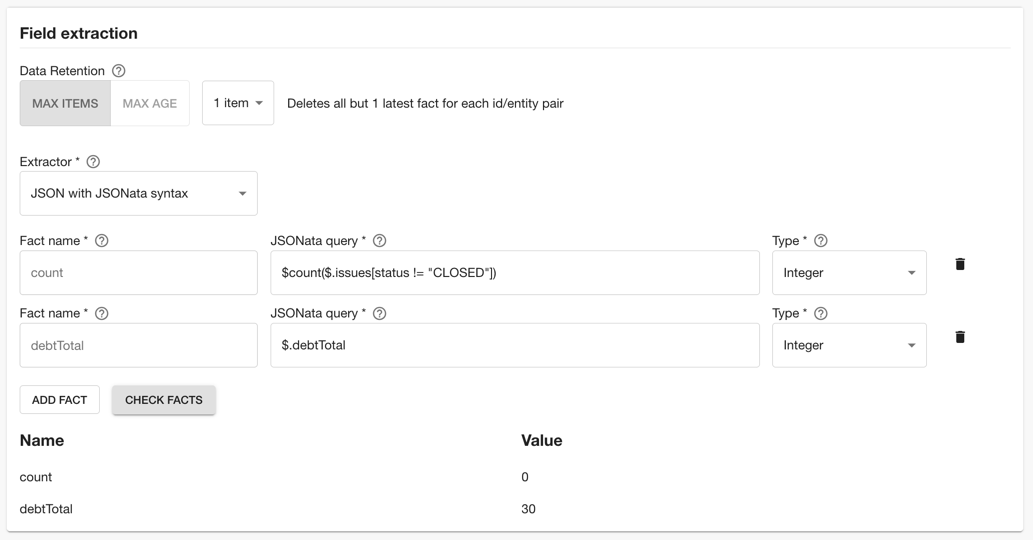 Field extraction
Data Retention ?
MAX ITEMS MAX AGE 1 item Deletes all but 1 latest fact for each id/entity pair
Extractor * ?
JSON with JSONata syntax
Fact name * ? JSONata query * ? Type * ?
count $count($.issues[status != "CLOSED"]) Integer
Fact name * ? JSONata query * ? Type * ?
debtTotal $.debtTotal Integer
ADD FACT CHECK FACTS
Name Value
count 0
debtTotal 30